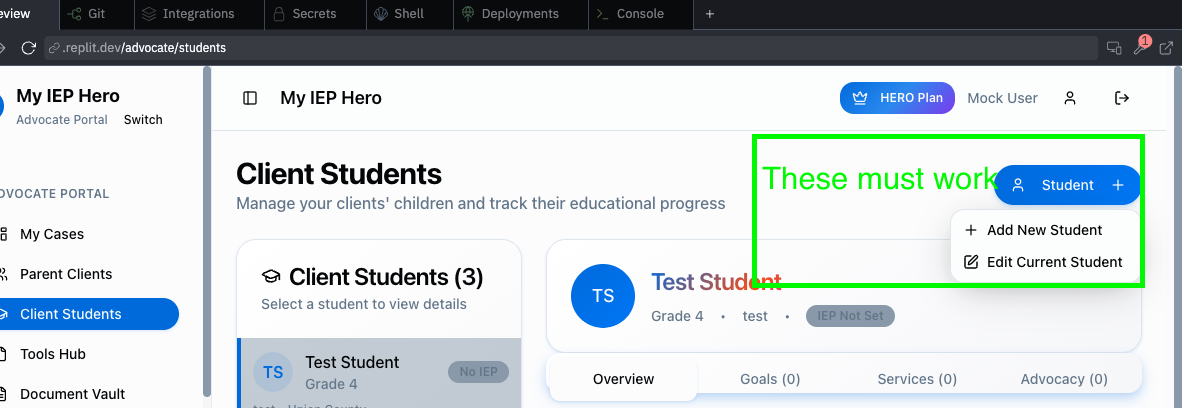 eview
Git
Integrations
Secrets
Shell
Deployments
Console
+
.replit.dev/advocate/students
1
My IEP Hero
Advocate Portal Switch
DVOCATE PORTAL
My Cases
Parent Clients
Client Students
Tools Hub
Document Vault
My IEP Hero
HERO Plan
Mock User
Client Students
Manage your clients' children and track their educational progress
These must work
Student +
+ Add New Student
Edit Current Student
Client Students (3)
Select a student to view details
TS
Test Student
Grade 4
No IEP
TS
Test Student
Grade 4 • test • IEP Not Set
Overview
Goals (0)
Services (0)
Advocacy (0)